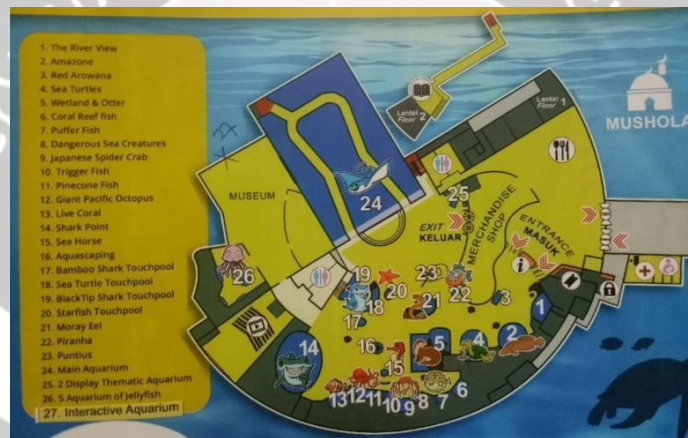 1. The River View
2. Amazone
3. Red Arowana
4. Sea Turtles
5. Wetland & Otter
6. Coral Reef fish
7. Puffer Fish
8. Dangerous Sea Creatures
9. Japanese Spider Crab
10. Trigger Fish
11. Pinecone Fish
12. Giant Pacific Octopus
13. Live Coral
14. Shark Point
15. Sea Horse
16. Aquascaping
17. Bamboo Shark Touchpool
18. Sea Turtle Touchpool
19. BlackTip Shark Touchpool
20. Starfish Touchpool
21. Moray Eel
22. Piranha
23. Puntius
24. Main Aquarium
25. 2 Display Thematic Aquarium
26. 5 Aquarium of Jellyfish
27. Interactive Aquarium
Lantai
Floor 2
Lantai
Floor 1
MUSHOLA
X 27
MUSEUM
24
25
EXIT
KELUAR
MERCHANDISE
SHOP
ENTRANCE
MASUK
i
26
19
20
23
22
3
18
21
17
1
16
14
5
4
2
15
13
12
11
10
9
8
7
6